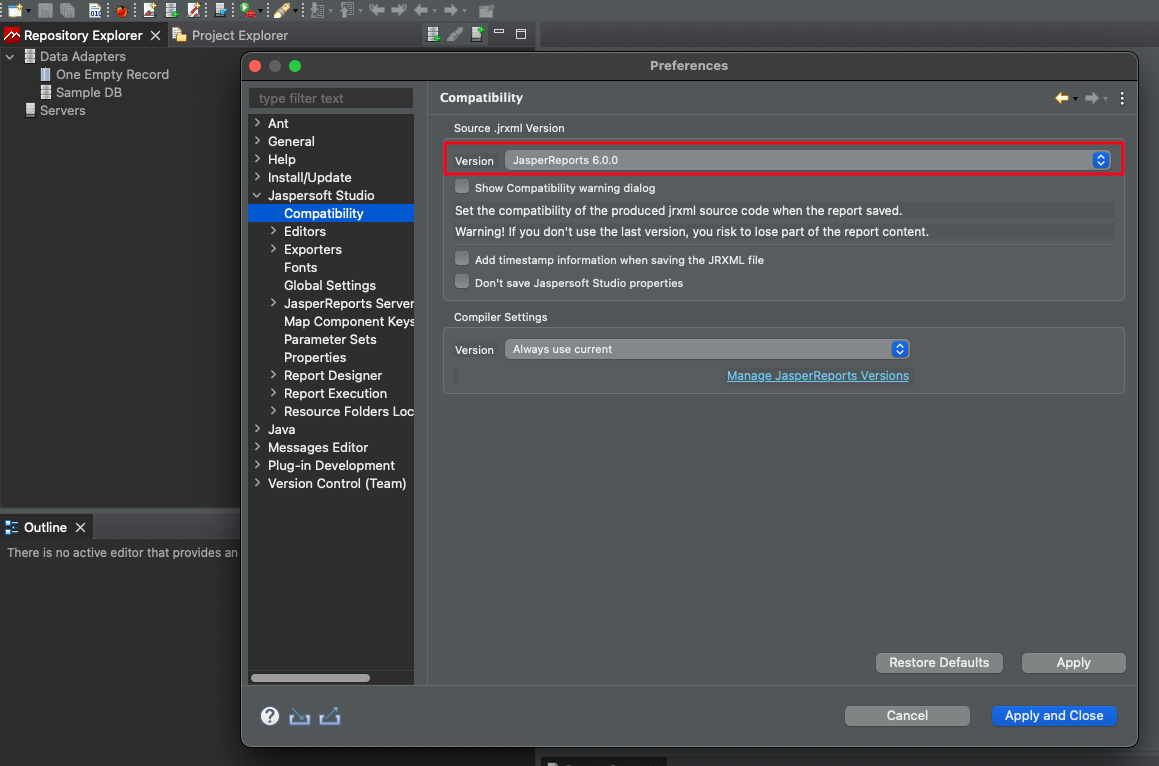 010
Repository Explorer
Project Explorer
Data Adapters
One Empty Record
Sample DB
Servers
Outline
There is no active editor that provides an
Preferences
type filter text
Ant
General
Help
Install/Update
Jaspersoft Studio
Compatibility
Editors
Exporters
Fonts
Global Settings
JasperReports Server
Map Component Keys
Parameter Sets
Properties
Report Designer
Report Execution
Resource Folders Loc
Java
Messages Editor
Plug-in Development
Version Control (Team)
Compatibility
Source .jrxml Version
Version JasperReports 6.0.0
Show Compatibility warning dialog
Set the compatibility of the produced jrxml source code when the report saved.
Warning! If you don't use the last version, you risk to lose part of the report content.
Add timestamp information when saving the JRXML file
Don't save Jaspersoft Studio properties
Compiler Settings
Version Always use current
Manage JasperReports Versions
Restore Defaults
Apply
?
Cancel
Apply and Close